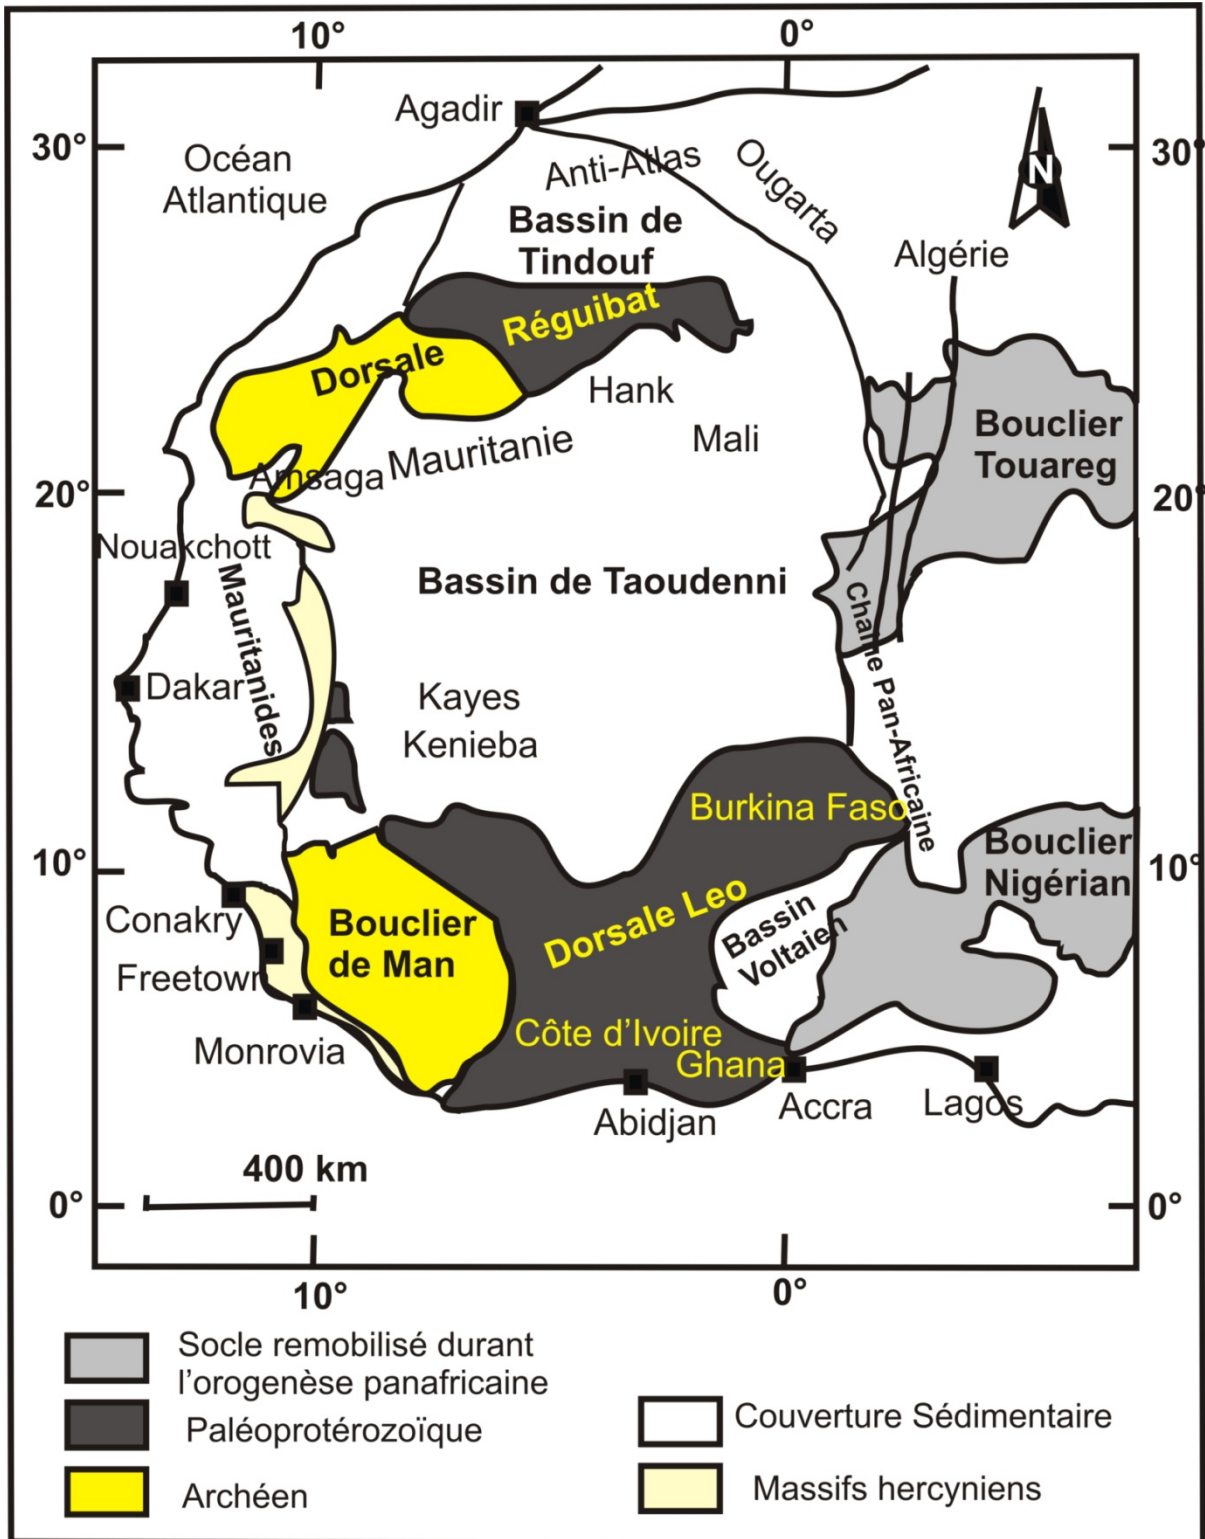 10°
0°
Agadir
30°
30°
Océan
Atlantique
Anti-Atlas
Ougarta
N
Bassin de
Tindouf
Algérie
Réguibat
Dorsale
Hank
Mali
Mauritanie
Amsaga
Bouclier
Touareg
20°
20°
Nouakchott
Mauritanides
Bassin de Taoudenni
Chaîne Pan-Africaine
Dakar
Kayes
Kenieba
Burkina Faso
10°
10°
Bouclier
Nigérian
Conakry
Bouclier
de Man
Dorsale Leo
Bassin
Voltaien
Freetown
Monrovia
Côte d’Ivoire
Ghana
Abidjan
Accra
Lagos
400 km
0°
0°
10°
0°
Socle remobilisé durant
l’orogenèse panafricaine
Paléoprotérozoïque
Archéen
Couverture Sédimentaire
Massifs hercyniens